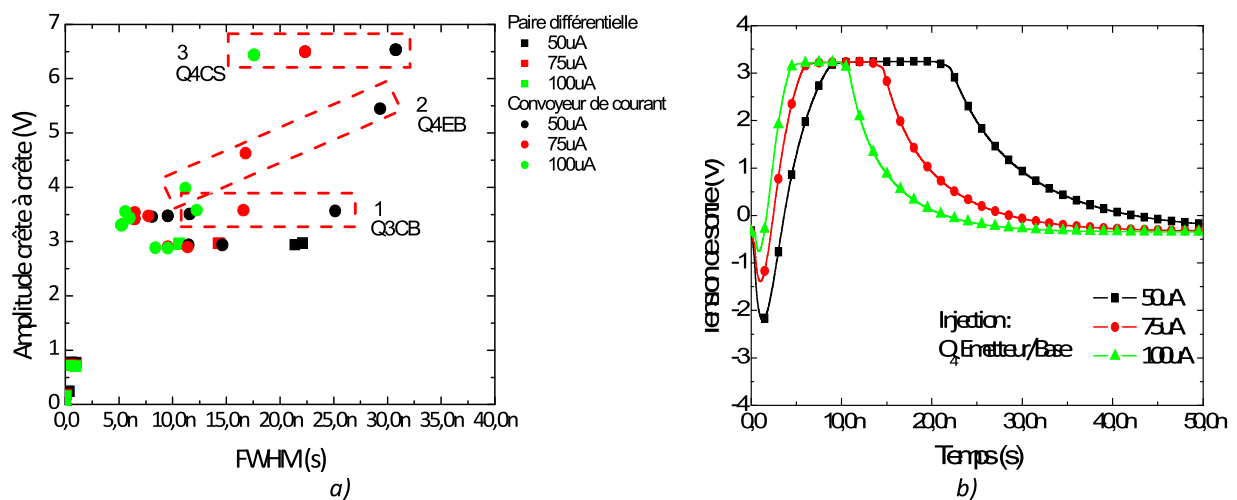 Paire différentielle
50uA
75uA
100uA
Convoyeur de courant
50uA
75uA
100uA
3
Q4CS
2
Q4EB
1
Q3CB
7
6
5
4
3
2
1
0
Amplitude crête à crête (V)
0,0 5,0n 10,0n 15,0n 20,0n 25,0n 30,0n 35,0n 40,0n
FWHM (s)
a)
4
3
2
1
0
-1
-2
-3
-4
Tension de sortie (V)
Injection :
Q4 Emetteur/Base
50uA
75uA
100uA
0,0 10,0n 20,0n 30,0n 40,0n 50,0n
Temps (s)
b)